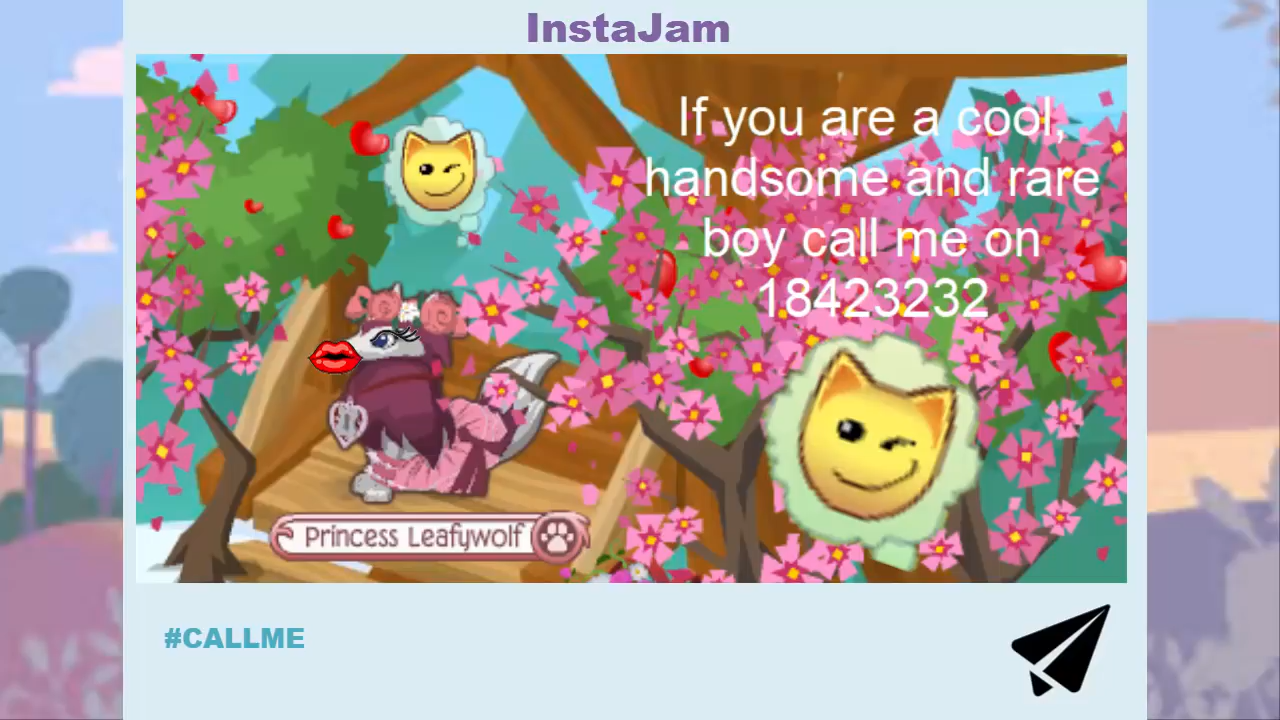 InstaJam
If you are a cool,
handsome and rare
boy call me on
18423232
Princess Leafywolf
#CALLME